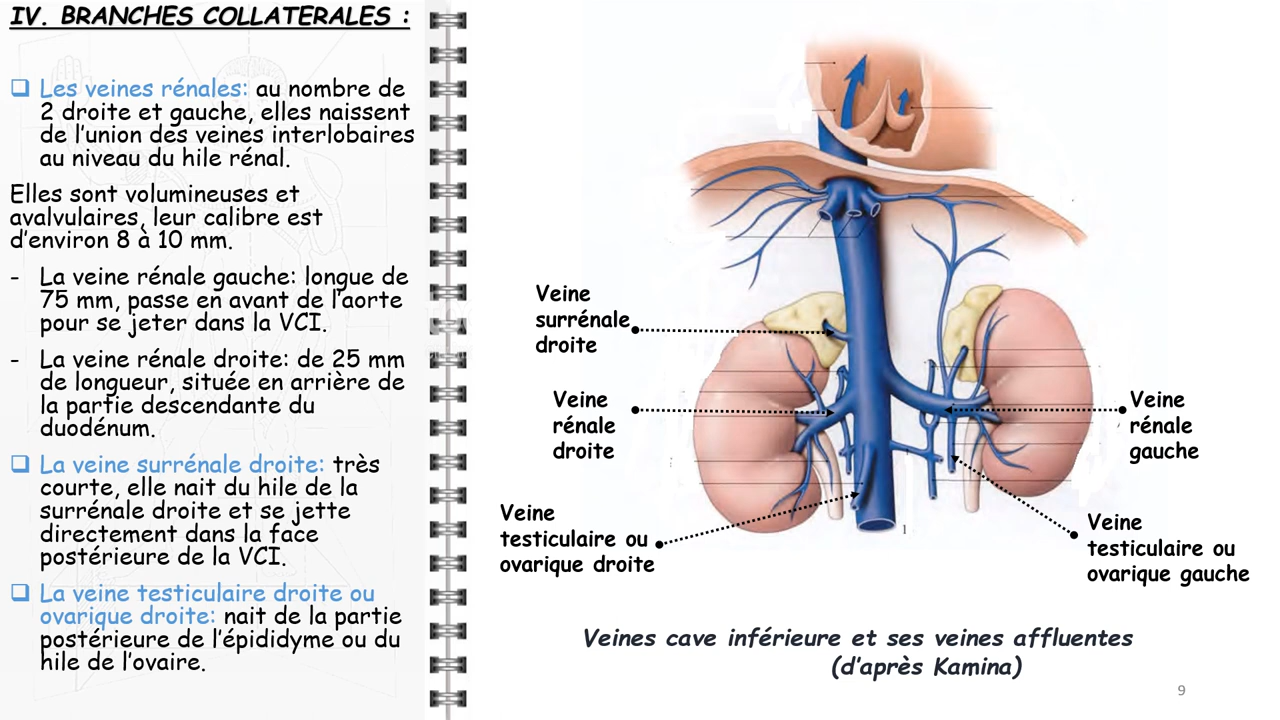 IV. BRANCHES COLLATERALES :
❑ Les veines rénales: au nombre de
2 droite et gauche, elles naissent
de l’union des veines interlobaires
au niveau du hile rénal.
Elles sont volumineuses et
avalvulaires, leur calibre est
d’environ 8 à 10 mm.
- La veine rénale gauche: longue de
75 mm, passe en avant de l’aorte
pour se jeter dans la VCI.
- La veine rénale droite: de 25 mm
de longueur, située en arrière de
la partie descendante du
duodénum.
❑ La veine surrénale droite: très
courte, elle nait du hile de la
surrénale droite et se jette
directement dans la face
postérieure de la VCI.
❑ La veine testiculaire droite ou
ovarique droite: nait de la partie
postérieure de l’épididyme ou du
hile de l’ovaire.
Veine
surrénale
droite
Veine
rénale
droite
Veine
testiculaire ou
ovarique droite
Veine
rénale
gauche
Veine
testiculaire ou
ovarique gauche
1
Veines cave inférieure et ses veines affluentes
(d’après Kamina)
9